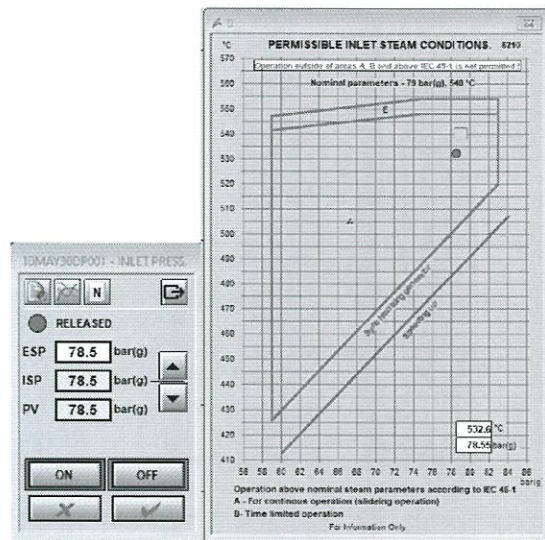 °C
PERMISSIBLE INLET STEAM CONDITIONS.
Operation outside of areas A, B and above IEC 45-1 is not permitted !
Nominal parameters - 79 bar(g), 540 °C
570
560
550
540
530
520
510
500
490
480
470
460
450
440
430
420
410
B
A
Starting up
532.6 °C
78.55 bar(g)
58 60 62 64 66 68 70 72 74 76 78 80 82 84 86
bar(g)
Operation above nominal steam parameters according to IEC 45-1
A - For continous operation (slideing operation)
B- Time limited operation
For Information Only
10MAY30DP001 - INLET PRESS.
N
RELEASED
ESP 78.5 bar(g)
ISP 78.5 bar(g)
PV 78.5 bar(g)
ON OFF